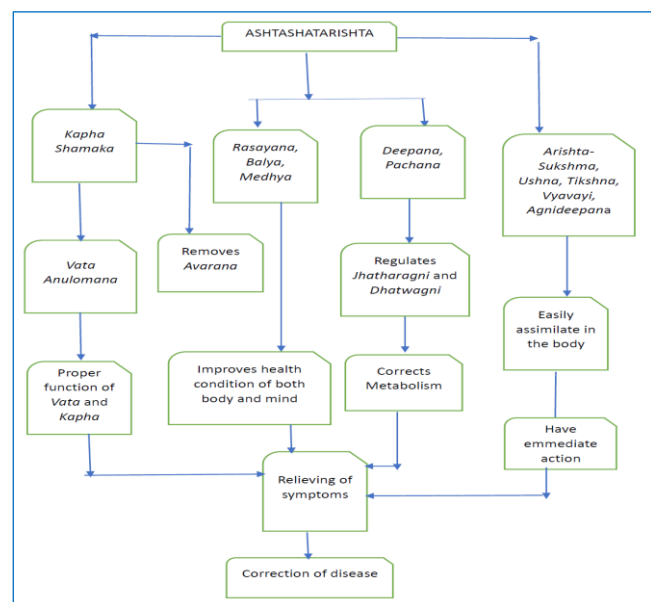 ASHTASHATARISHTA
Kapha
Shamaka
Rasayana,
Balya,
Medhya
Deepana,
Pachana
Arishta-
Sukshma,
Ushna, Tikshna,
Vyavayi,
Agnideepana
Vata
Anulomana
Removes
Avarana
Regulates
Jhatharagni and
Dhatwagni
Easily
assimilate in
the body
Proper
function of
Vata and
Kapha
Improves health
condition of both
body and mind
Corrects
Metabolism
Have
emmediate
action
Relieving of
symptoms
Correction of disease